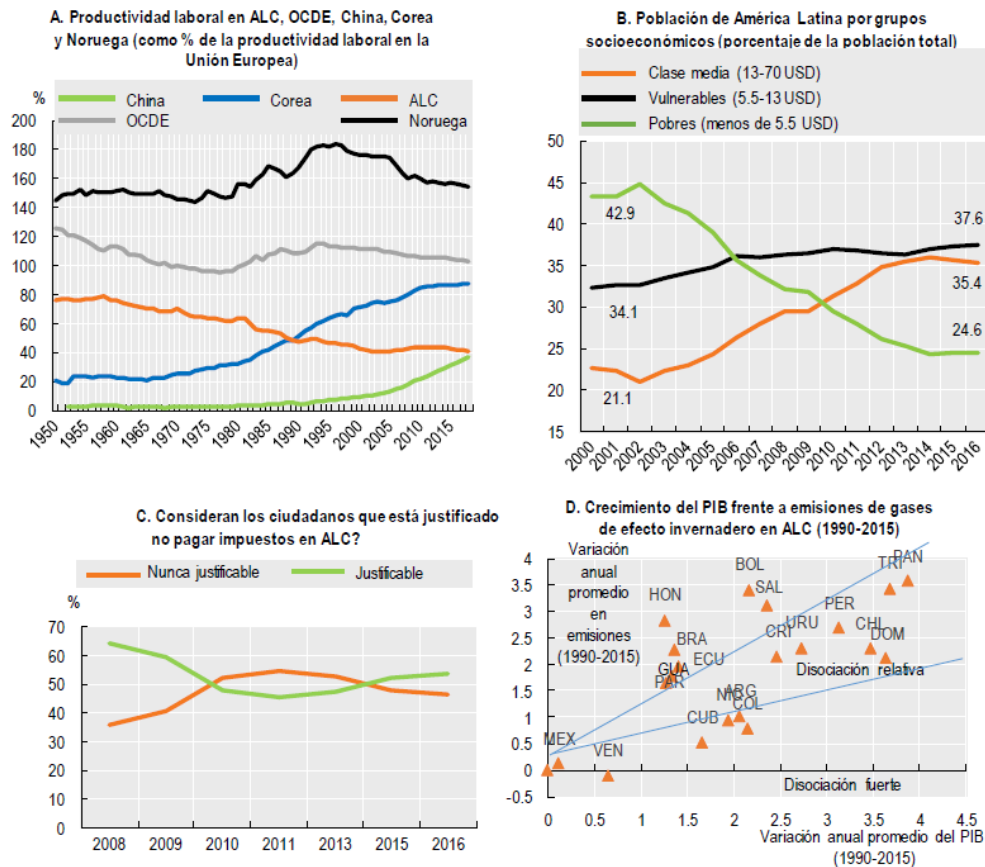 A. Productividad laboral en ALC, OCDE, China, Corea
y Noruega (como % de la productividad laboral en la
Unión Europea)
China
Corea
ALC
OCDE
Noruega
%
200
180
160
140
120
100
80
60
40
20
0
1950
1955
1960
1965
1970
1975
1980
1985
1990
1995
2000
2005
2010
2015
B. Población de América Latina por grupos
socioeconómicos (porcentaje de la población total)
Clase media (13-70 USD)
Vulnerables (5.5-13 USD)
Pobres (menos de 5.5 USD)
50
45
40
35
30
25
20
15
42.9
34.1
21.1
37.6
35.4
24.6
2000
2001
2002
2003
2004
2005
2006
2007
2008
2009
2010
2011
2012
2013
2014
2015
2016
C. Consideran los ciudadanos que está justificado
no pagar impuestos en ALC?
Nunca justificable
Justificable
%
70
60
50
40
30
20
10
0
2008
2009
2010
2011
2013
2015
2016
D. Crecimiento del PIB frente a emisiones de gases
de efecto invernadero en ALC (1990-2015)
Variación
anual
promedio
en
emisiones
(1990-2015)
4
3.5
3
2.5
2
1.5
1
0.5
0
-0.5
BOL
SAL
HON
TRI
PAN
PER
BRA
CRI
URU
CHL
DOM
ECU
GUA
PAR
Disociación relativa
NIC
ARG
COL
CUB
MEX
VEN
Disociación fuerte
0
0.5
1
1.5
2
2.5
3
3.5
4
4.5
Variación anual promedio del PIB
(1990-2015)